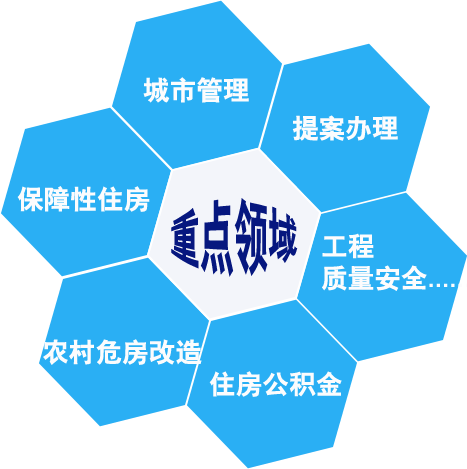 城市管理
提案办理
保障性住房
重点领域
工程
质量安全....
农村危房改造
住房公积金